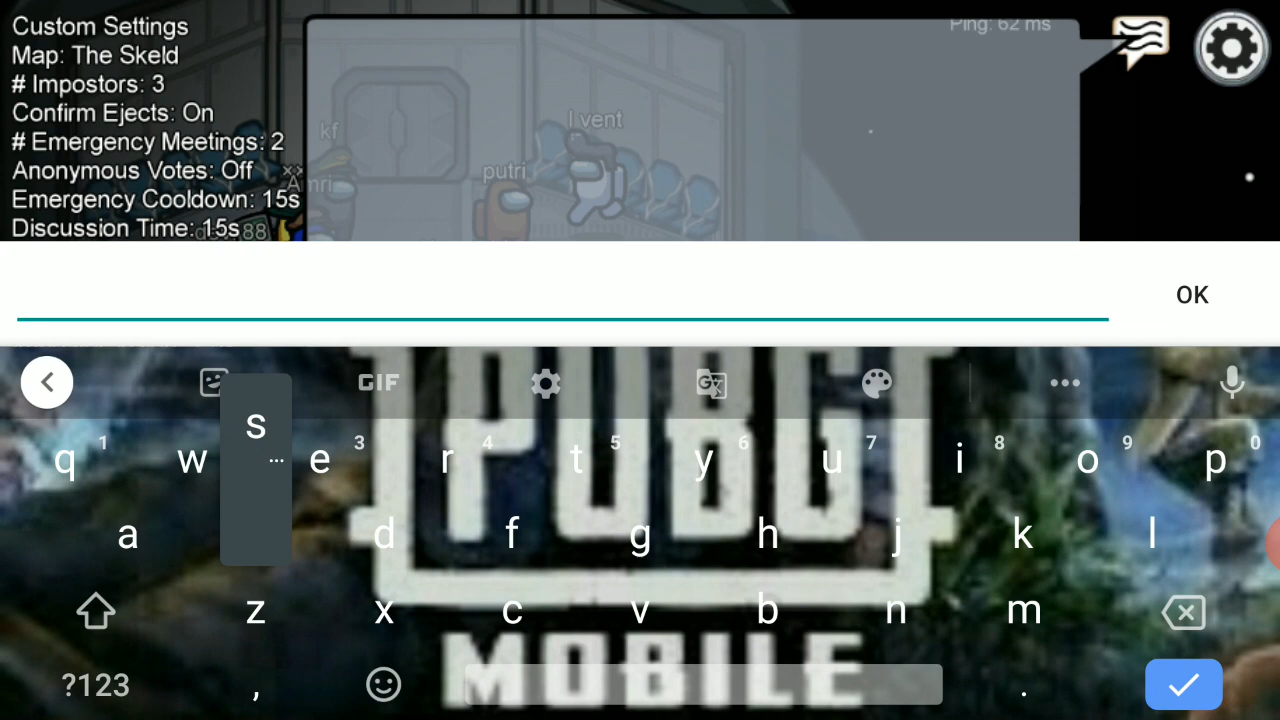 Custom Settings
Map: The Skeld
# Impostors: 3
Confirm Ejects: On
# Emergency Meetings: 2
Anonymous Votes: Off
Emergency Cooldown: 15s
Discussion Time: 15s
Ping: 62 ms
I vent
kf
putri
OK
GIF
PUBG
MOBILE
s
...
q 1 w e 3 r 4 t 5 y 6 u 7 i 8 o 9 p 0
a d f g h j k l
z x c v b n m
?123 , .